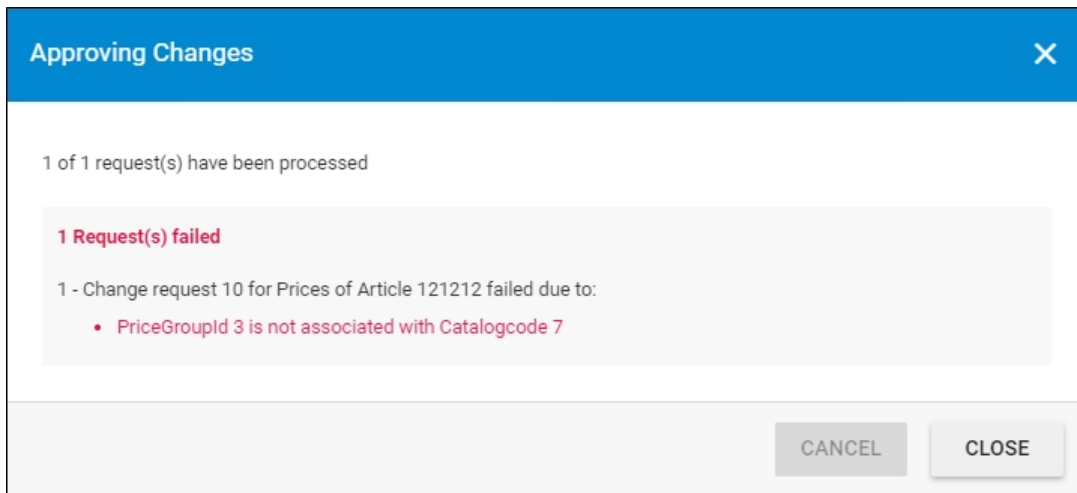 Approving Changes
1 of 1 request(s) have been processed
1 Request(s) failed
1 - Change request 10 for Prices of Article 121212 failed due to:
• PriceGroupId 3 is not associated with Catalogcode 7
CANCEL
CLOSE